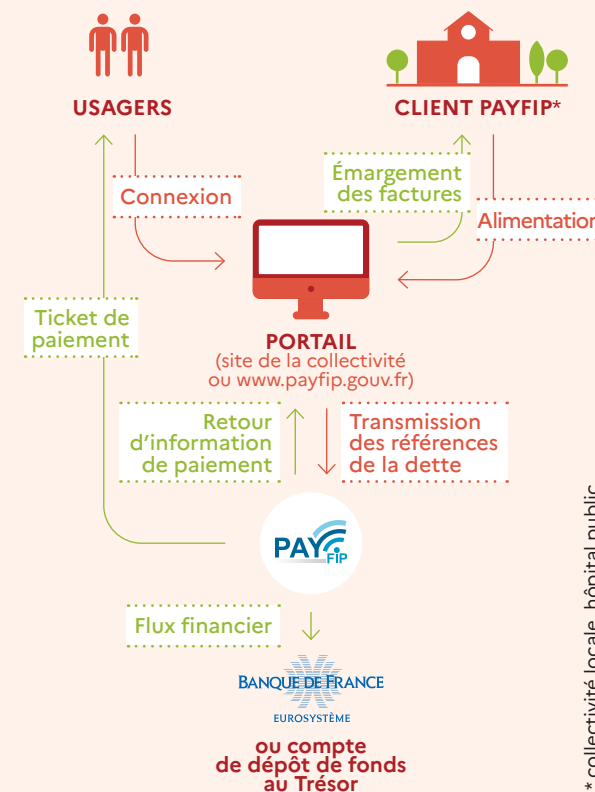 USAGERS
CLIENT PAYFIP*
Connexion
Émargement
des factures
Alimentation
Ticket de
paiement
PORTAIL
(site de la collectivité
ou www.payfip.gouv.fr)
Retour
d’information
de paiement
Transmission
des références
de la dette
PAY
FIP
Flux financier
BANQUE DE FRANCE
EUROSYSTÈME
ou compte
de dépôt de fonds
au Trésor
* collectivité locale, hôpital public